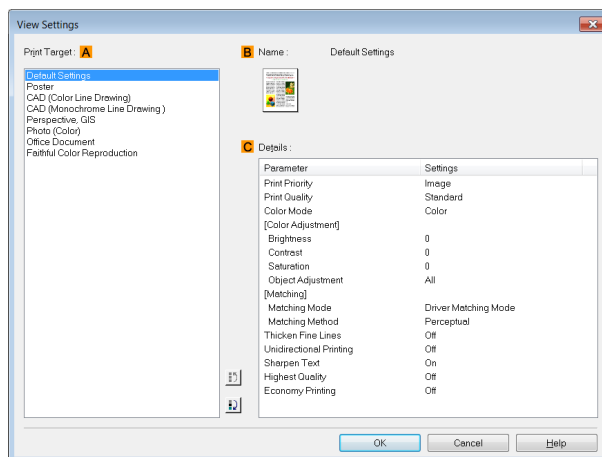 View Settings
Print Target : A
Default Settings
Poster
CAD (Color Line Drawing)
CAD (Monochrome Line Drawing )
Perspective, GIS
Photo (Color)
Office Document
Faithful Color Reproduction
B Name : Default Settings
C Details :
Parameter Settings
Print Priority Image
Print Quality Standard
Color Mode Color
[Color Adjustment]
Brightness 0
Contrast 0
Saturation 0
Object Adjustment All
[Matching]
Matching Mode Driver Matching Mode
Matching Method Perceptual
Thicken Fine Lines Off
Unidirectional Printing Off
Sharpen Text On
Highest Quality Off
Economy Printing Off
OK Cancel Help